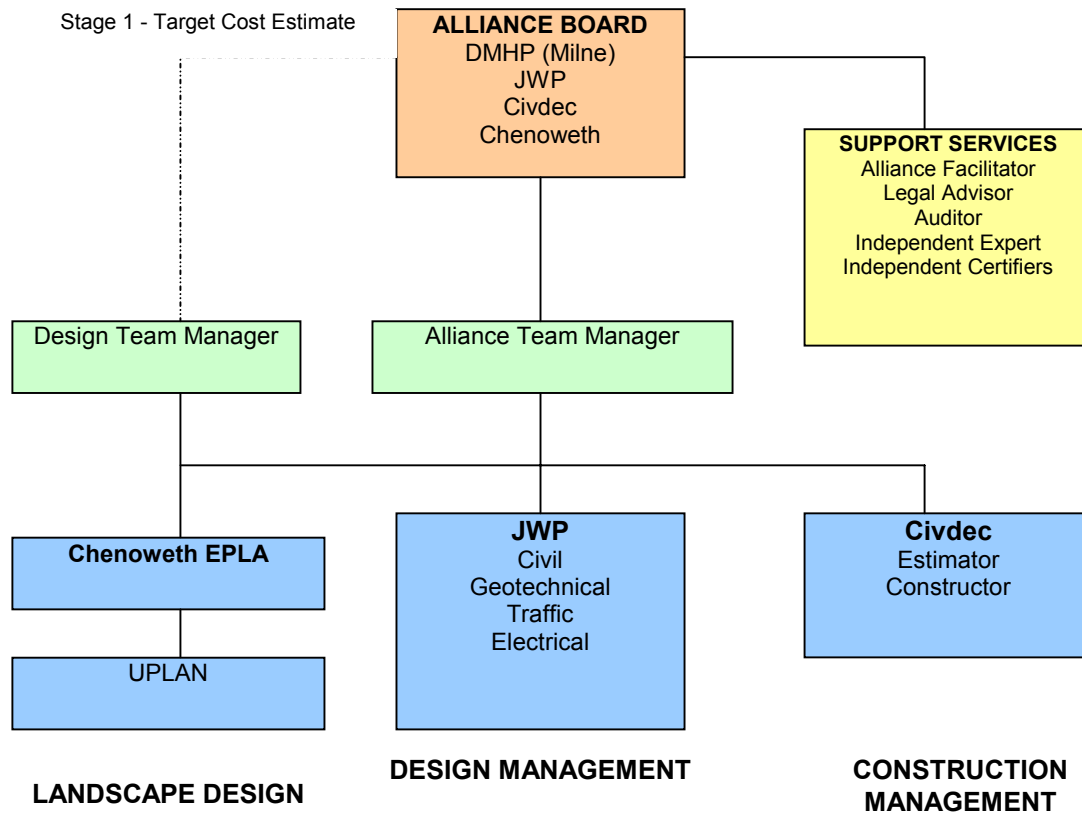 Stage 1 - Target Cost Estimate
ALLIANCE BOARD
DMHP (Milne)
JWP
Civdec
Chenoweth
SUPPORT SERVICES
Alliance Facilitator
Legal Advisor
Auditor
Independent Expert
Independent Certifiers
Design Team Manager
Alliance Team Manager
Chenoweth EPLA
UPLAN
JWP
Civil
Geotechnical
Traffic
Electrical
Civdec
Estimator
Constructor
LANDSCAPE DESIGN
DESIGN MANAGEMENT
CONSTRUCTION
MANAGEMENT